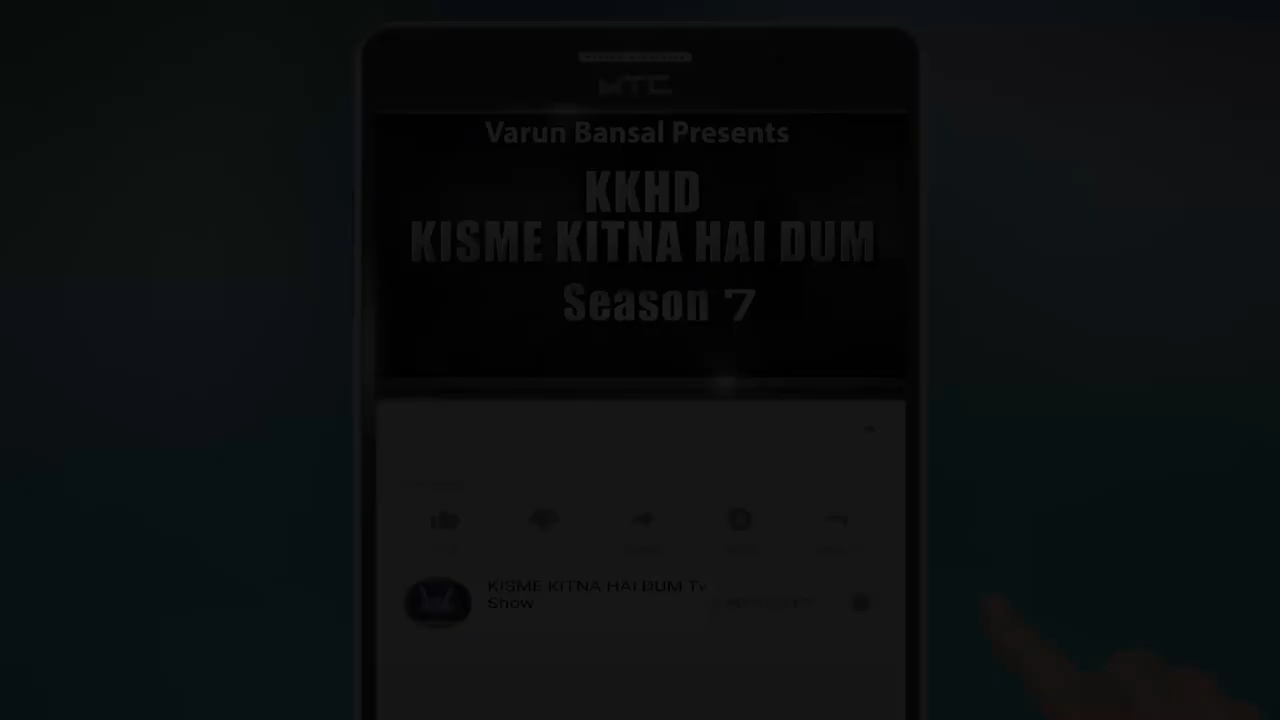 Varun Bansal Presents
KKHD
KISME KITNA HAI DUM
Season 7
KISME KITNA HAI DUM Tv
Show